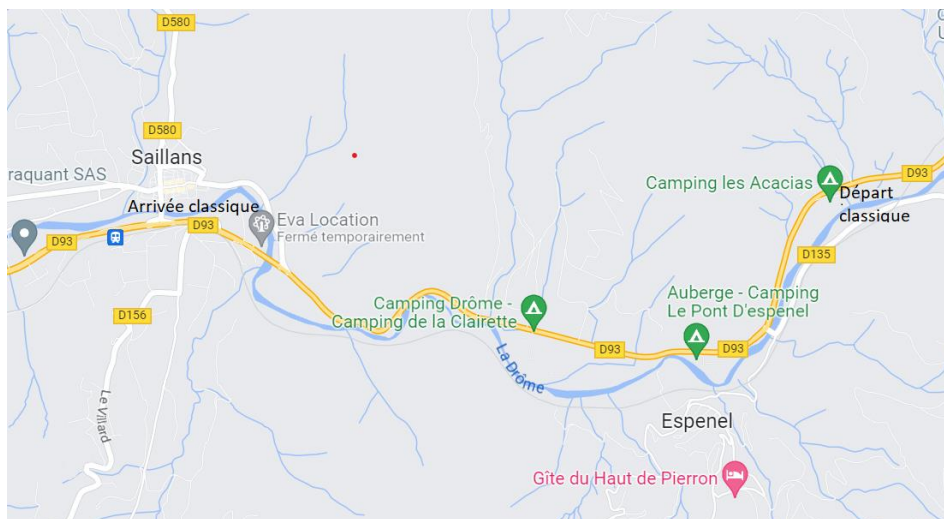 D580
D580
Saillans
raquant SAS
Arrivée classique
D93
D93
Eva Location
Fermé temporairement
D156
Le Villard
Camping Drôme -
Camping de la Clairette
La Drôme
D93
D93
Auberge - Camping
Le Pont D'espenel
Camping les Acacias
Départ
classique
D93
D135
Espenel
Gîte du Haut de Pierron